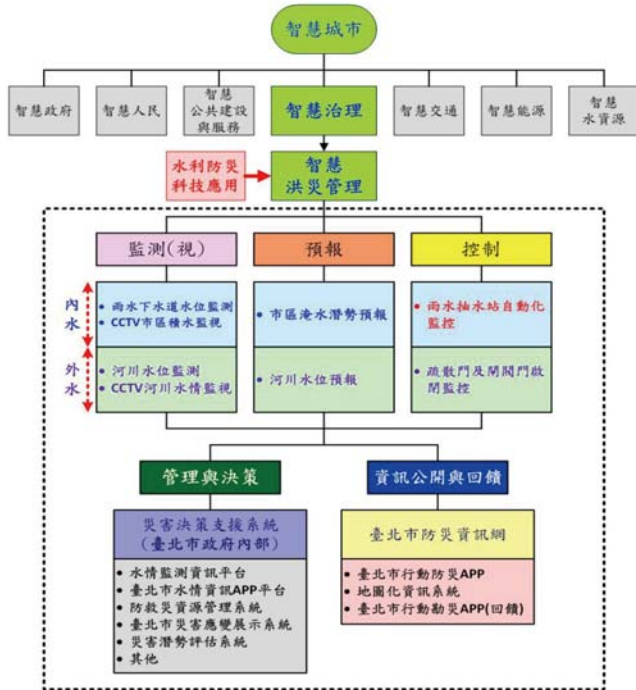 智慧城市
智慧政府
智慧人民
智慧
公共建設
與服務
智慧治理
智慧交通
智慧能源
智慧
水資源
水利防災
科技應用
智慧
洪災管理
監測(視)
預報
控制
內
水
• 雨水下水道水位監測
• CCTV市區積水監視
• 市區淹水潛勢預報
• 雨水抽水站自動化
監控
外
水
• 河川水位監測
• CCTV河川水情監視
• 河川水位預報
• 疏散門及閘閥門啟
閉監控
管理與決策
資訊公開與回饋
災害決策支援系統
(臺北市政府內部)
臺北市防災資訊網
• 水情監測資訊平台
• 臺北市水情資訊APP平台
• 防救災資源管理系統
• 臺北市災害應變展示系統
• 災害潛勢評估系統
• 其他
• 臺北市行動防災APP
• 地圖化資訊系統
• 臺北市行動勘災APP(回饋)